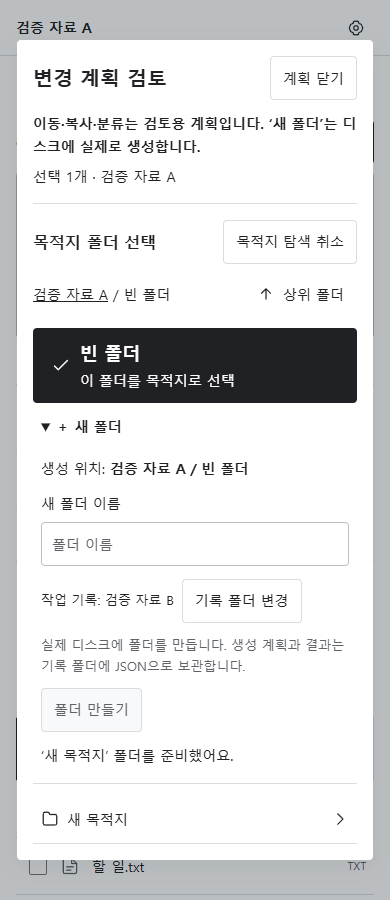 검증 자료 A
변경 계획 검토
계획 닫기
이동·복사·분류는 검토용 계획입니다. ‘새 폴더’는 디
스크에 실제로 생성합니다.
선택 1개 · 검증 자료 A
목적지 폴더 선택
목적지 탐색 취소
검증 자료 A / 빈 폴더
↑ 상위 폴더
빈 폴더
이 폴더를 목적지로 선택
▼ + 새 폴더
생성 위치: 검증 자료 A / 빈 폴더
새 폴더 이름
폴더 이름
작업 기록: 검증 자료 B
기록 폴더 변경
실제 디스크에 폴더를 만듭니다. 생성 계획과 결과는
기록 폴더에 JSON으로 보관합니다.
폴더 만들기
‘새 목적지’ 폴더를 준비했어요.
새 목적지
할 일.txt
TXT